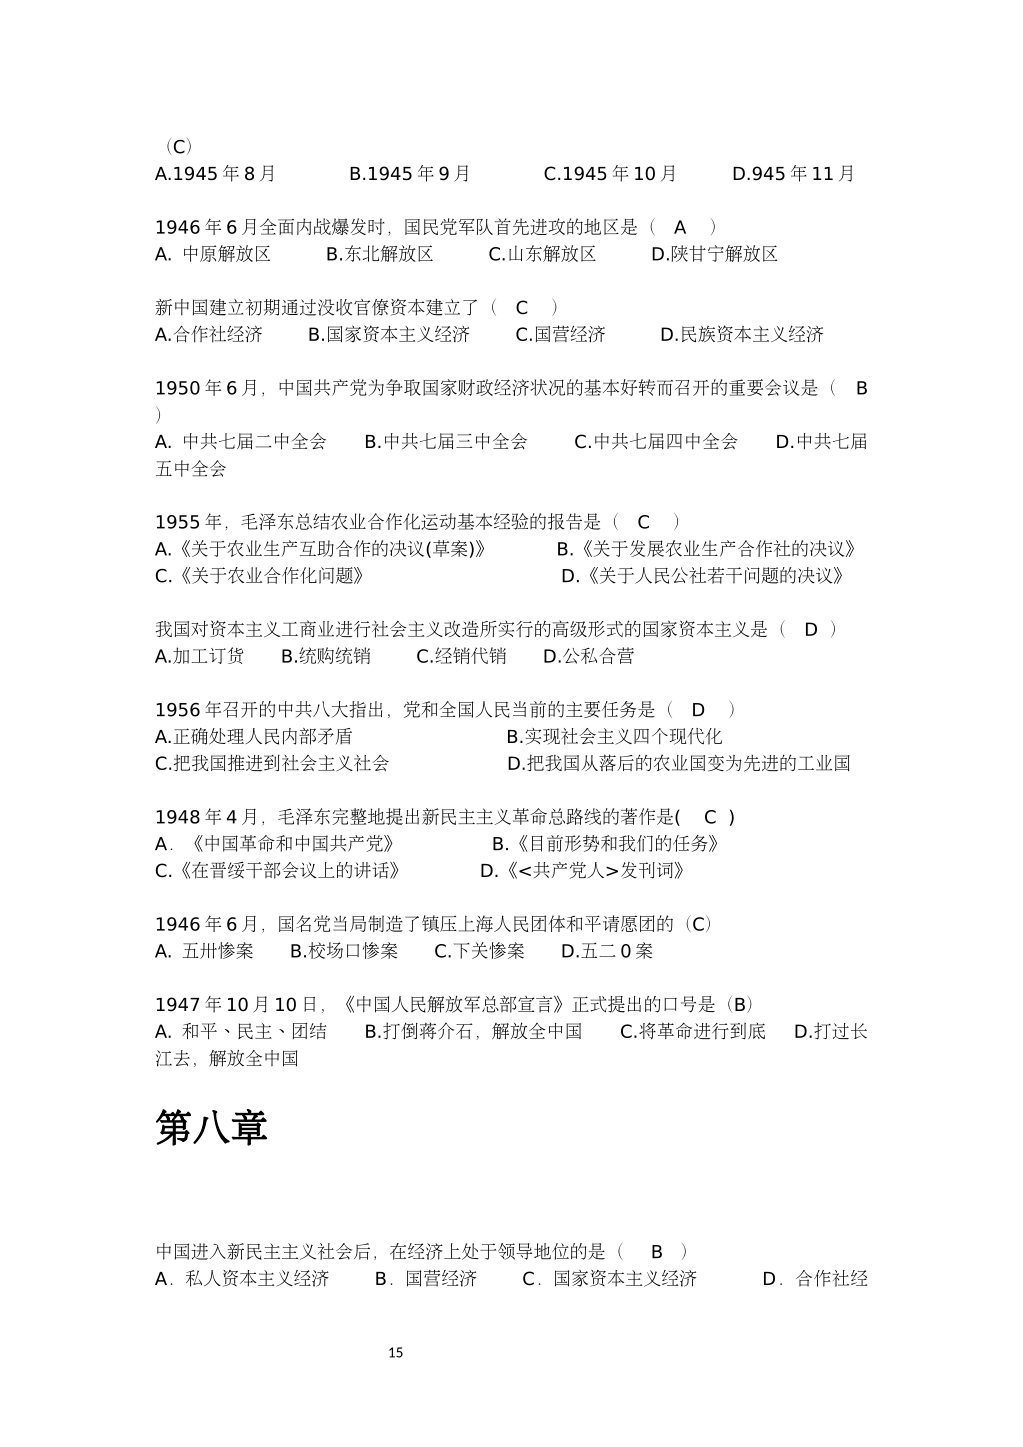 （C）
A.1945 年 8 月 B.1945 年 9 月 C.1945 年 10 月 D.945 年 11 月
1946 年 6 月全面内战爆发时，国民党军队首先进攻的地区是（ A ）
A. 中原解放区 B.东北解放区 C.山东解放区 D.陕甘宁解放区
新中国建立初期通过没收官僚资本建立了（ C ）
A.合作社经济 B.国家资本主义经济 C.国营经济 D.民族资本主义经济
1950 年 6 月，中国共产党为争取国家财政经济状况的基本好转而召开的重要会议是（ B
）
A. 中共七届二中全会 B.中共七届三中全会 C.中共七届四中全会 D.中共七届
五中全会
1955 年，毛泽东总结农业合作化运动基本经验的报告是（ C ）
A.《关于农业生产互助合作的决议(草案)》 B.《关于发展农业生产合作社的决议》
C.《关于农业合作化问题》 D.《关于人民公社若干问题的决议》
我国对资本主义工商业进行社会主义改造所实行的高级形式的国家资本主义是（ D ）
A.加工订货 B.统购统销 C.经销代销 D.公私合营
1956 年召开的中共八大指出，党和全国人民当前的主要任务是（ D ）
A.正确处理人民内部矛盾 B.实现社会主义四个现代化
C.把我国推进到社会主义社会 D.把我国从落后的农业国变为先进的工业国
1948 年 4 月，毛泽东完整地提出新民主主义革命总路线的著作是( C )
A．《中国革命和中国共产党》 B.《目前形势和我们的任务》
C.《在晋绥干部会议上的讲话》 D.《<共产党人>发刊词》
1946 年 6 月，国名党当局制造了镇压上海人民团体和平请愿团的（C）
A. 五卅惨案 B.校场口惨案 C.下关惨案 D.五二 0 案
1947 年 10 月 10 日，《中国人民解放军总部宣言》正式提出的口号是（B）
A. 和平、民主、团结 B.打倒蒋介石，解放全中国 C.将革命进行到底 D.打过长
江去，解放全中国
第八章
中国进入新民主主义社会后，在经济上处于领导地位的是（ B ）
A．私人资本主义经济 B．国营经济 C．国家资本主义经济 D．合作社经
15